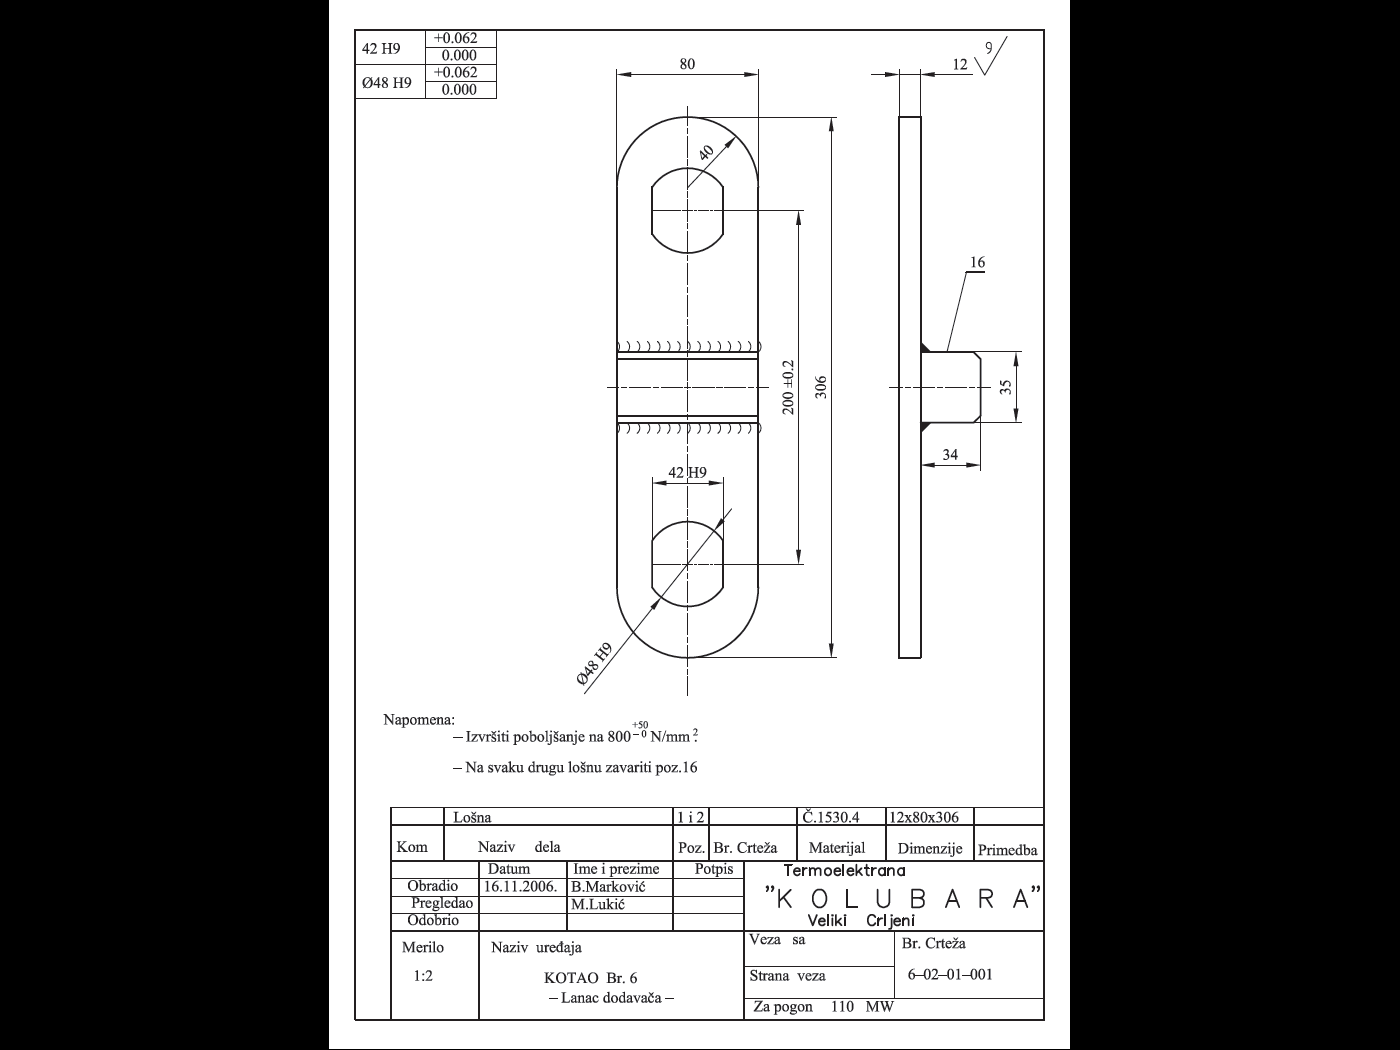 42 H9 +0.062 0.000
Ø48 H9 +0.062 0.000
80
12
9
40
16
200 ±0.2
306
35
34
42 H9
Ø48 H9
Napomena:
– Izvršiti poboljšanje na 800 +50 –0 N/mm².
– Na svaku drugu lošnu zavariti poz.16
Lošna 1 i 2 Č.1530.4 12x80x306
Kom Naziv dela Poz. Br. Crteža Materijal Dimenzije Primedba
Datum Ime i prezime Potpis
Obradio 16.11.2006. B.Marković
Pregledao M.Lukić
Odobrio
Termoelektrana
"K O L U B A R A"
Veliki Crljeni
Merilo
1:2
Naziv uređaja
KOTAO Br. 6
– Lanac dodavača –
Veza sa
Strana veza
Br. Crteža
6–02–01–001
Za pogon 110 MW